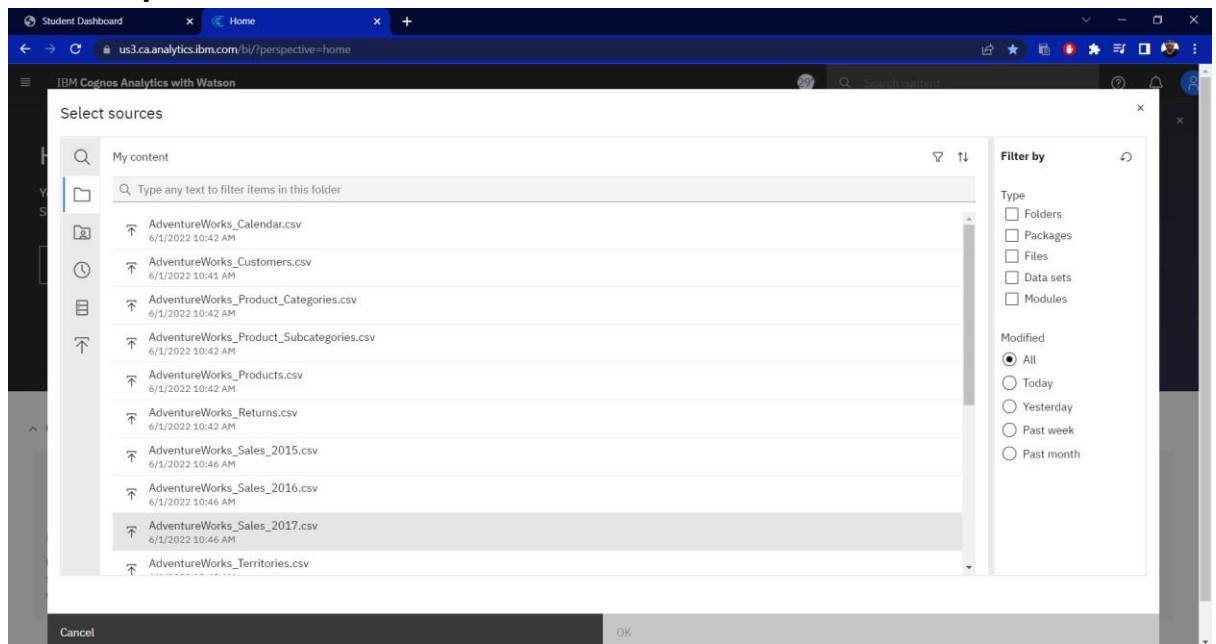 Student Dashboard
Home
us3.ca.analytics.ibm.com/bi/?perspective=home
IBM Cognos Analytics with Watson
Search content
Select sources
My content
Type any text to filter items in this folder
AdventureWorks_Calendar.csv
6/1/2022 10:42 AM
AdventureWorks_Customers.csv
6/1/2022 10:41 AM
AdventureWorks_Product_Categories.csv
6/1/2022 10:42 AM
AdventureWorks_Product_Subcategories.csv
6/1/2022 10:42 AM
AdventureWorks_Products.csv
6/1/2022 10:42 AM
AdventureWorks_Returns.csv
6/1/2022 10:42 AM
AdventureWorks_Sales_2015.csv
6/1/2022 10:46 AM
AdventureWorks_Sales_2016.csv
6/1/2022 10:46 AM
AdventureWorks_Sales_2017.csv
6/1/2022 10:46 AM
AdventureWorks_Territories.csv
Filter by
Type
Folders
Packages
Files
Data sets
Modules
Modified
All
Today
Yesterday
Past week
Past month
Cancel
OK